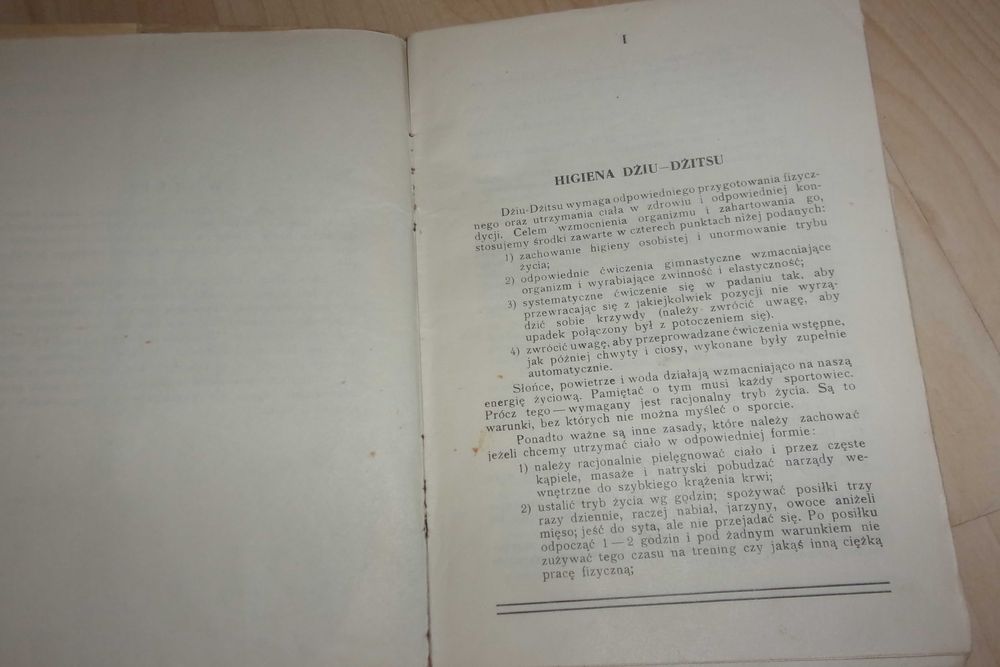 I
HIGIENA DŻIU—DŻITSU
Dżiu-Dżitsu wymaga odpowiedniego przygotowania fizycz-
nego oraz utrzymania ciała w zdrowiu i odpowiedniej kon-
dycji. Celem wzmocnienia organizmu i zahartowania go,
stosujemy środki zawarte w czterech punktach niżej podanych:
1) zachowanie higieny osobistej i unormowanie trybu
życia;
2) odpowiednie ćwiczenia gimnastyczne wzmacniające
organizm i wyrabiające zwinność i elastyczność;
3) systematyczne ćwiczenie się w padaniu tak, aby
przewracając się z jakiejkolwiek pozycji nie wyrzą-
dzić sobie krzywdy (należy zwrócić uwagę, aby
upadek połączony był z potoczeniem się).
4) zwrócić uwagę, aby przeprowadzane ćwiczenia wstępne,
jak później chwyty i ciosy, wykonane były zupełnie
automatycznie.
Słońce, powietrze i woda działają wzmacniająco na naszą
energię życiową. Pamiętać o tym musi każdy sportowiec.
Prócz tego — wymagany jest racjonalny tryb życia. Są to
warunki, bez których nie można myśleć o sporcie.
Ponadto ważne są inne zasady, które należy zachować
jeżeli chcemy utrzymać ciało w odpowiedniej formie:
1) należy racjonalnie pielęgnować ciało i przez częste
kąpiele, masaże i natryski pobudzać narządy we-
wnętrzne do szybkiego krążenia krwi;
2) ustalić tryb życia wg godzin; spożywać posiłki trzy
razy dziennie, raczej nabiał, jarzyny, owoce aniżeli
mięso; jeść do syta, ale nie przejadać się. Po posiłku
odpocząć 1 — 2 godzin i pod żadnym warunkiem nie
zużywać tego czasu na trening czy jakąś inną ciężką
pracę fizyczną;